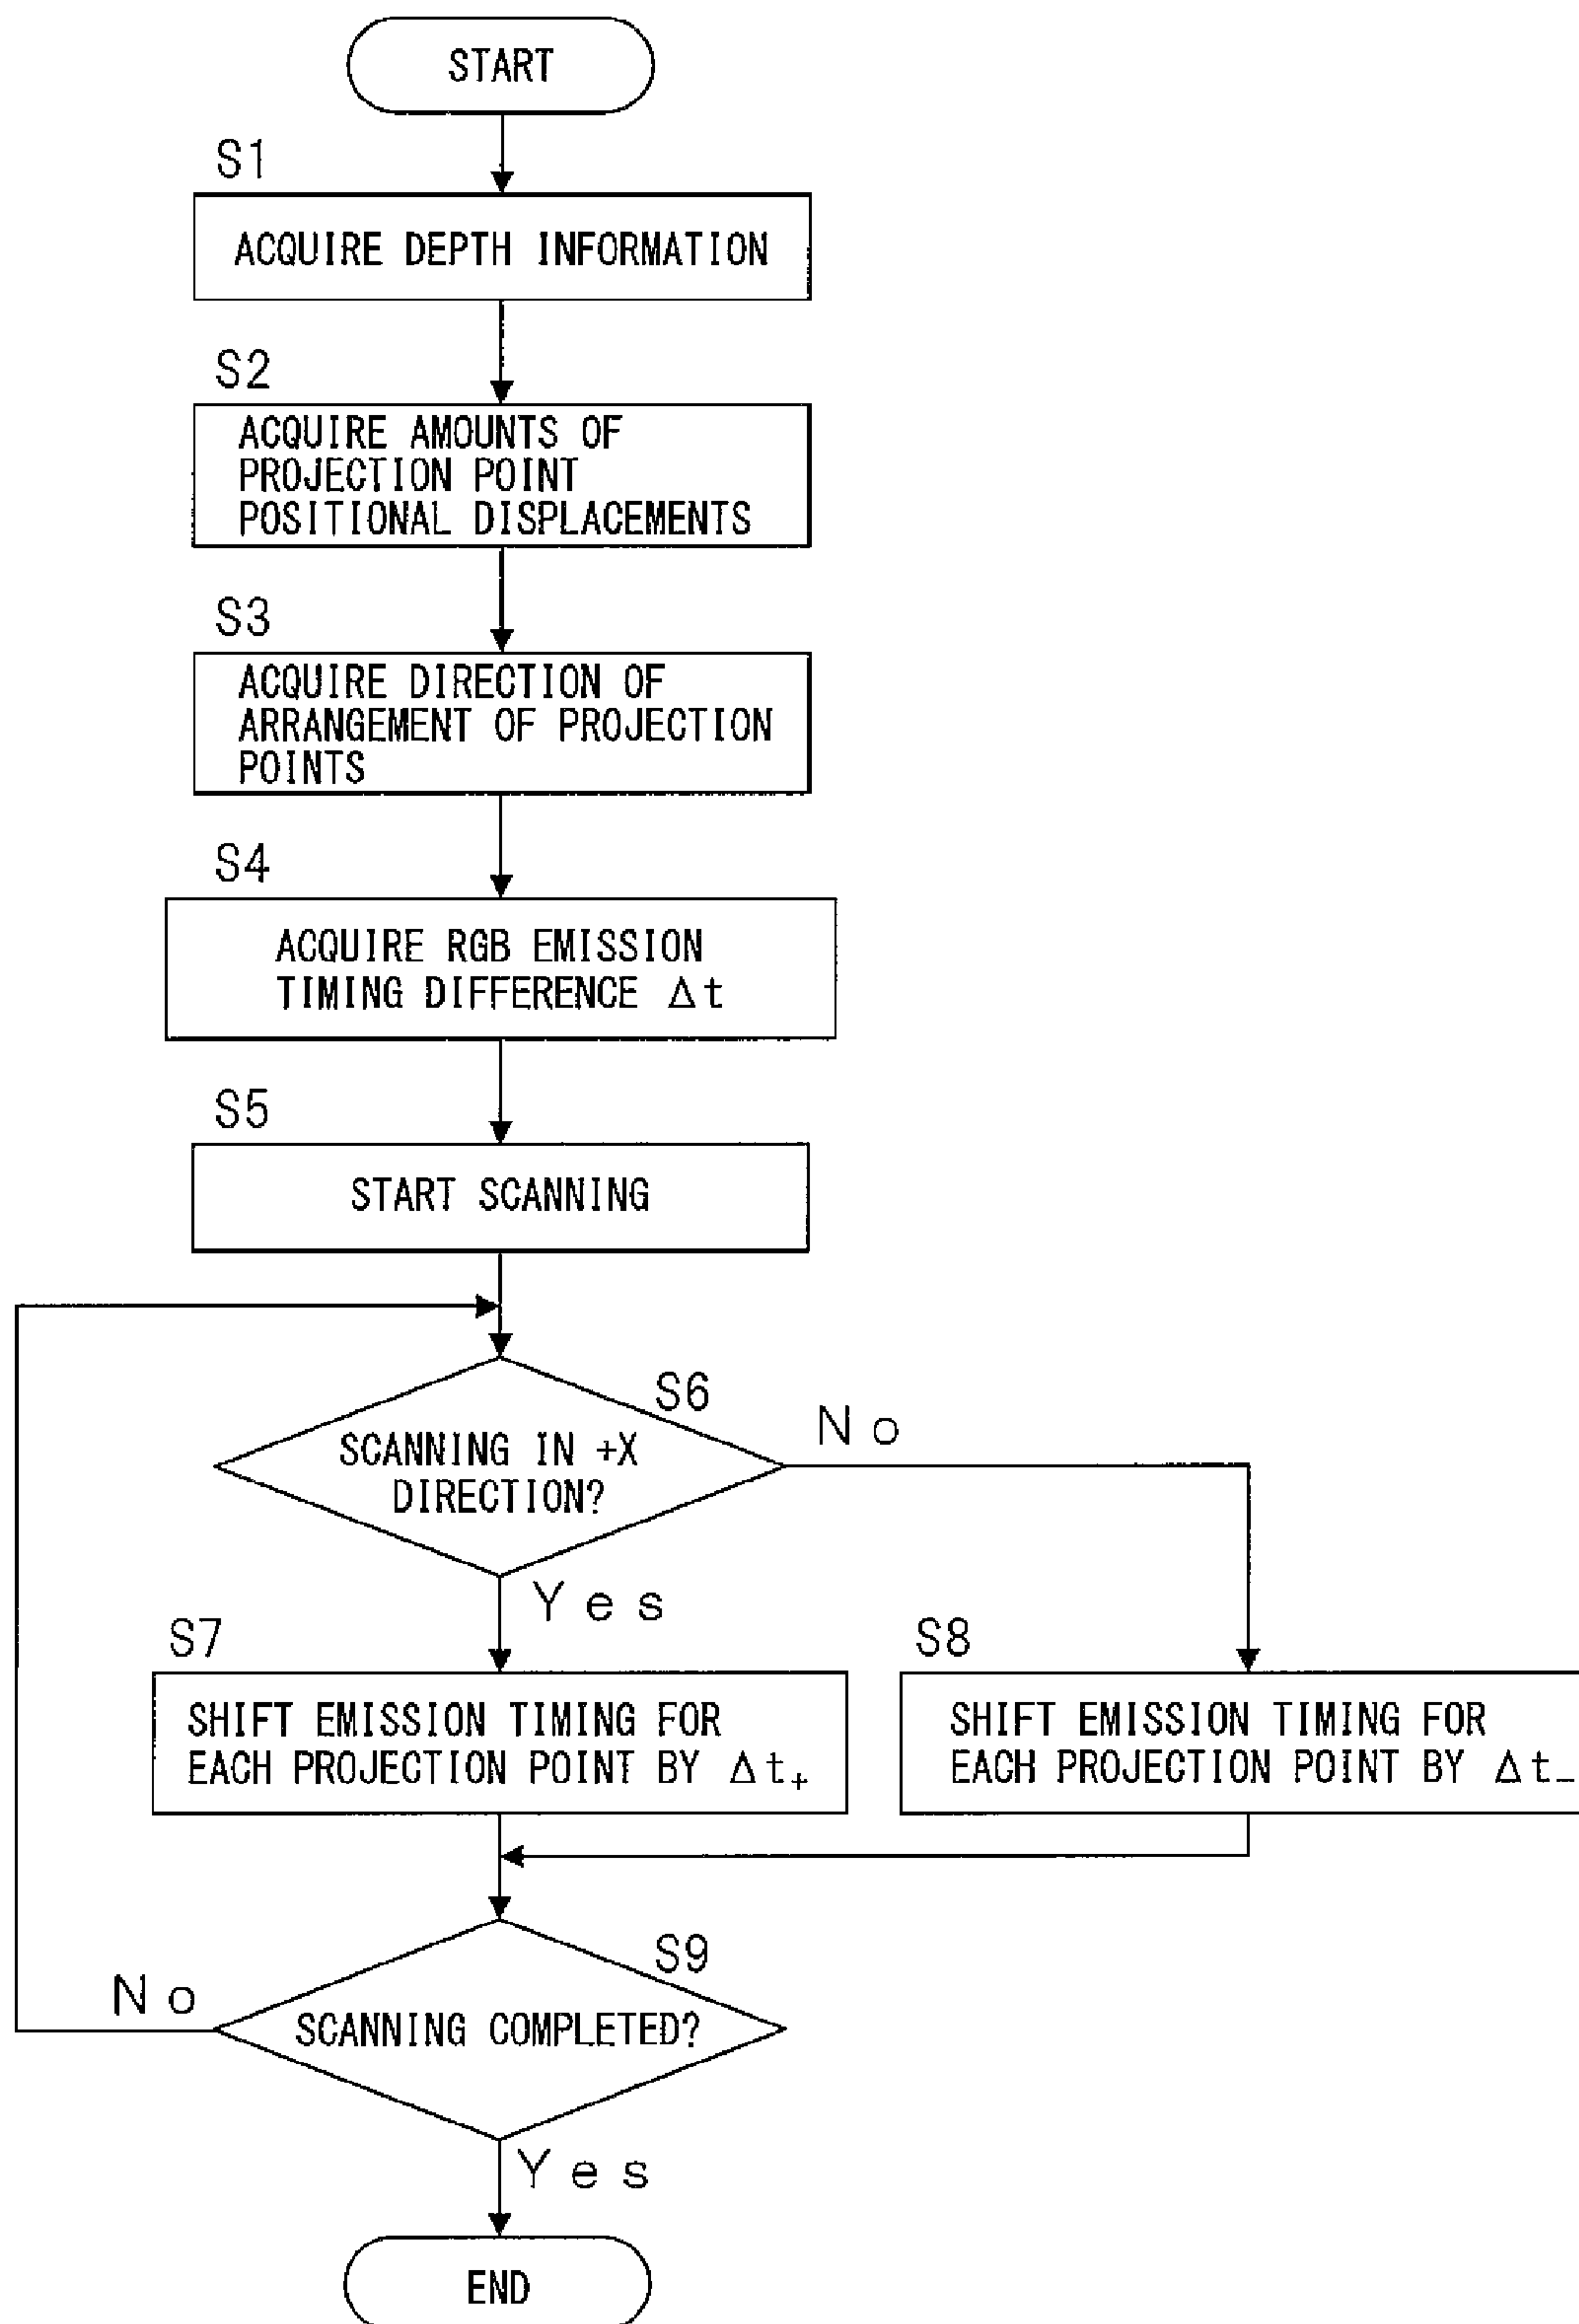 START
S1
ACQUIRE DEPTH INFORMATION
S2
ACQUIRE AMOUNTS OF
PROJECTION POINT
POSITIONAL DISPLACEMENTS
S3
ACQUIRE DIRECTION OF
ARRANGEMENT OF PROJECTION
POINTS
S4
ACQUIRE RGB EMISSION
TIMING DIFFERENCE Δt
S5
START SCANNING
S6
SCANNING IN +X
DIRECTION?
No
Yes
S7
SHIFT EMISSION TIMING FOR
EACH PROJECTION POINT BY Δt₊
S8
SHIFT EMISSION TIMING FOR
EACH PROJECTION POINT BY Δt₋
S9
SCANNING COMPLETED?
No
Yes
END